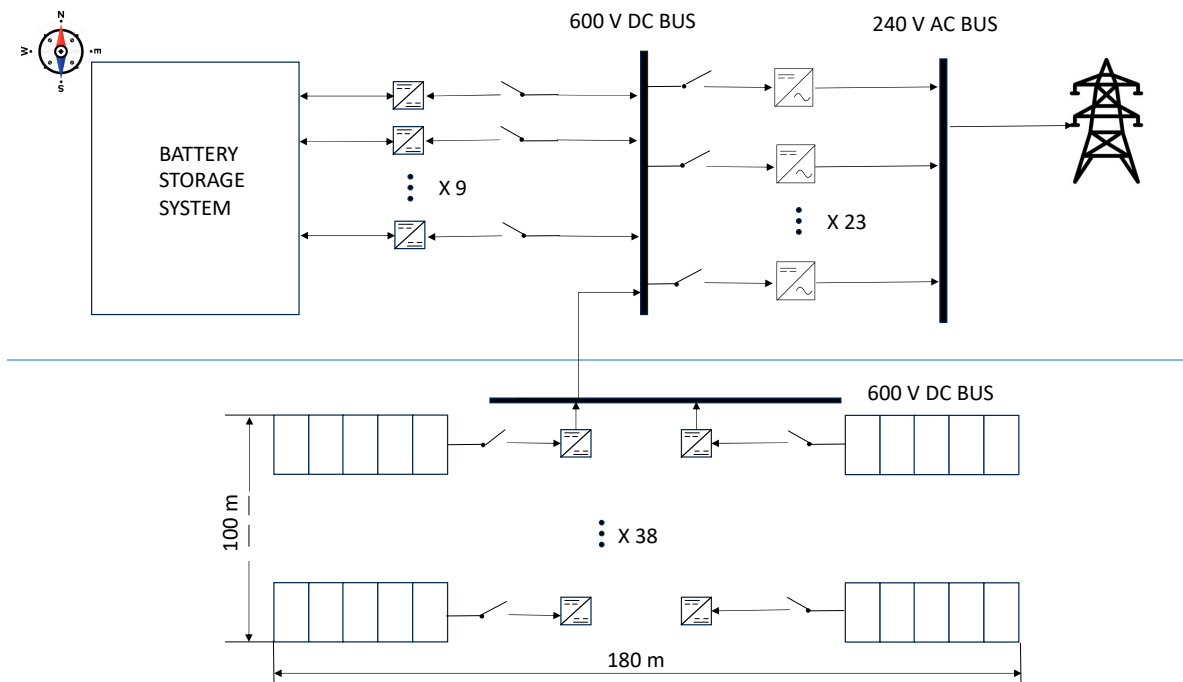 600 V DC BUS
240 V AC BUS
N
W
m
S
BATTERY
STORAGE
SYSTEM
X 9
X 23
600 V DC BUS
100 m
X 38
180 m